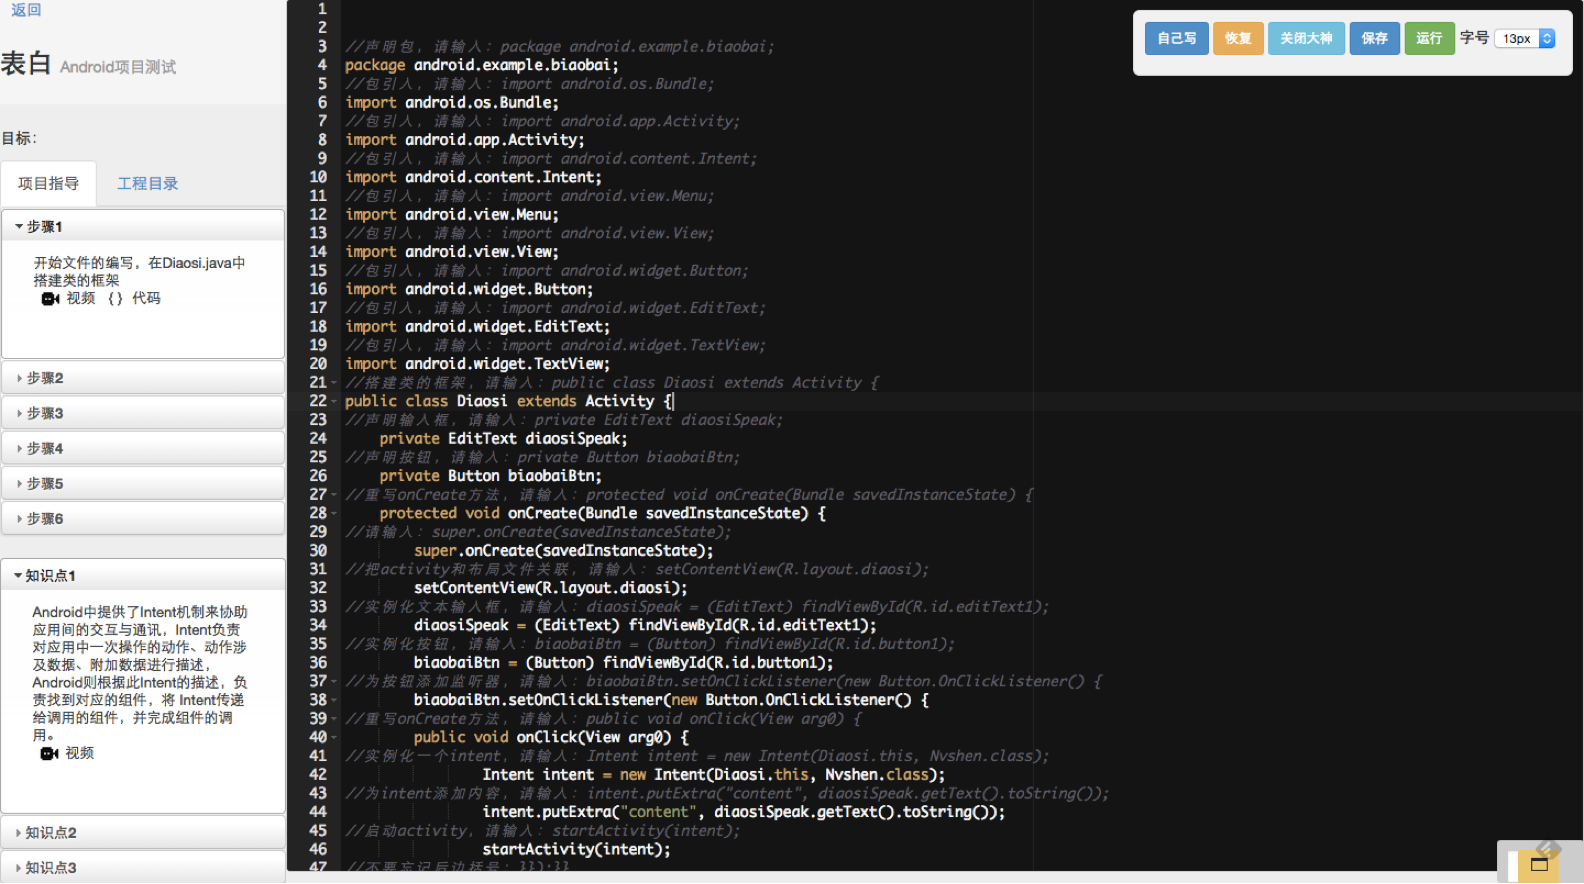 返回
表白 Android项目测试
目标:
项目指导 工程目录
步骤1
开始文件的编写，在Diaosi.java中
搭建类的框架
视频 {} 代码
步骤2
步骤3
步骤4
步骤5
步骤6
知识点1
Android中提供了Intent机制来协助
应用间的交互与通讯，Intent负责
对应用中一次操作的动作、动作涉
及数据、附加数据进行描述，
Android则根据此Intent的描述，负
责找到对应的组件，将 Intent传递
给调用的组件，并完成组件的调
用。
视频
知识点2
知识点3
自己写 恢复 关闭大神 保存 运行 字号 13px
1
2
3 //声明包，请输入: package android.example.biaobai;
4 package android.example.biaobai;
5 //包引入，请输入: import android.os.Bundle;
6 import android.os.Bundle;
7 //包引入，请输入: import android.app.Activity;
8 import android.app.Activity;
9 //包引入，请输入: import android.content.Intent;
10 import android.content.Intent;
11 //包引入，请输入: import android.view.Menu;
12 import android.view.Menu;
13 //包引入，请输入: import android.view.View;
14 import android.view.View;
15 //包引入，请输入: import android.widget.Button;
16 import android.widget.Button;
17 //包引入，请输入: import android.widget.EditText;
18 import android.widget.EditText;
19 //包引入，请输入: import android.widget.TextView;
20 import android.widget.TextView;
21 //搭建类的框架，请输入: public class Diaosi extends Activity {
22 public class Diaosi extends Activity {
23 //声明输入框，请输入: private EditText diaosiSpeak;
24 private EditText diaosiSpeak;
25 //声明按钮，请输入: private Button biaobaiBtn;
26 private Button biaobaiBtn;
27 //重写onCreate方法，请输入: protected void onCreate(Bundle savedInstanceState) {
28 protected void onCreate(Bundle savedInstanceState) {
29 //请输入: super.onCreate(savedInstanceState);
30 super.onCreate(savedInstanceState);
31 //把activity和布局文件关联，请输入: setContentView(R.layout.diaosi);
32 setContentView(R.layout.diaosi);
33 //实例化文本输入框，请输入: diaosiSpeak = (EditText) findViewById(R.id.editText1);
34 diaosiSpeak = (EditText) findViewById(R.id.editText1);
35 //实例化按钮，请输入: biaobaiBtn = (Button) findViewById(R.id.button1);
36 biaobaiBtn = (Button) findViewById(R.id.button1);
37 //为按钮添加监听器，请输入: biaobaiBtn.setOnClickListener(new Button.OnClickListener() {
38 biaobaiBtn.setOnClickListener(new Button.OnClickListener() {
39 //重写onCreate方法，请输入: public void onClick(View arg0) {
40 public void onClick(View arg0) {
41 //实例化一个intent，请输入: Intent intent = new Intent(Diaosi.this, Nvshen.class);
42 Intent intent = new Intent(Diaosi.this, Nvshen.class);
43 //为intent添加内容，请输入: intent.putExtra("content", diaosiSpeak.getText().toString());
44 intent.putExtra("content", diaosiSpeak.getText().toString());
45 //启动activity，请输入: startActivity(intent);
46 startActivity(intent);
47 //不要忘记后边括号: }});}}